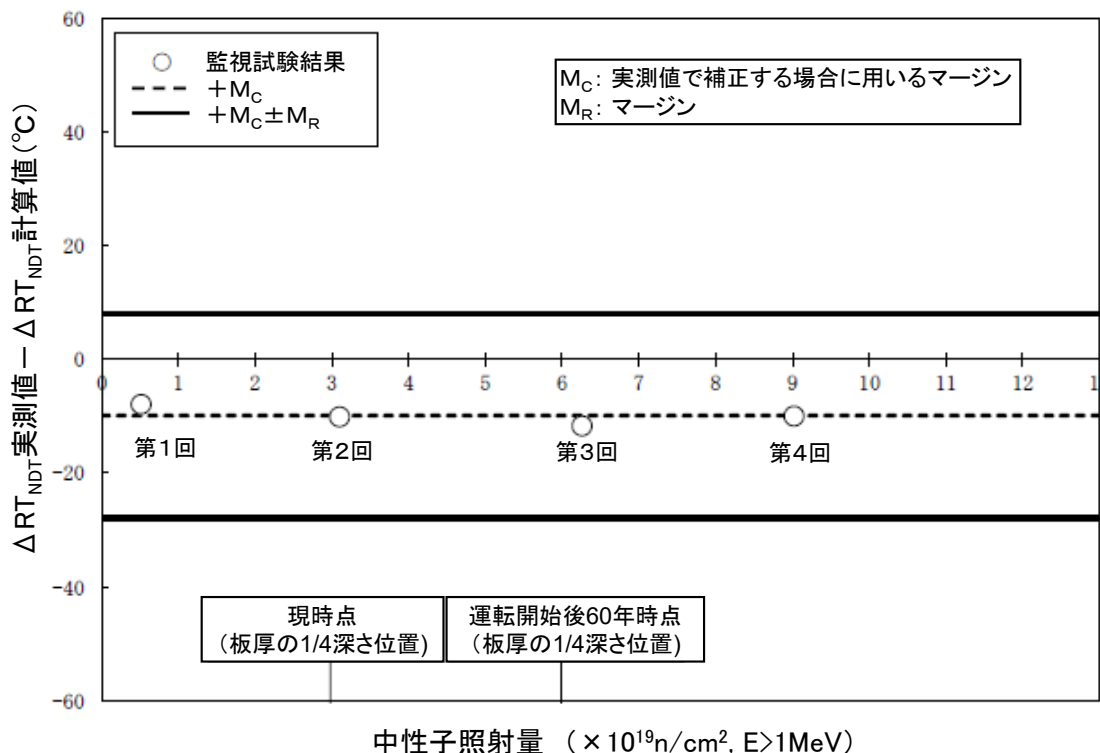 60
監視試験結果
+M_C
+M_C±M_R
M_C: 実測値で補正する場合に用いるマージン
M_R: マージン
40
20
0
0 1 2 3 4 5 6 7 8 9 10 11 12 1
第1回 第2回 第3回 第4回
-20
-40
現時点
（板厚の1/4深さ位置）
運転開始後60年時点
（板厚の1/4深さ位置）
-60
ΔRT_NDT実測値－ΔRT_NDT計算値(℃)
中性子照射量 （×10¹⁹n/cm², E>1MeV）